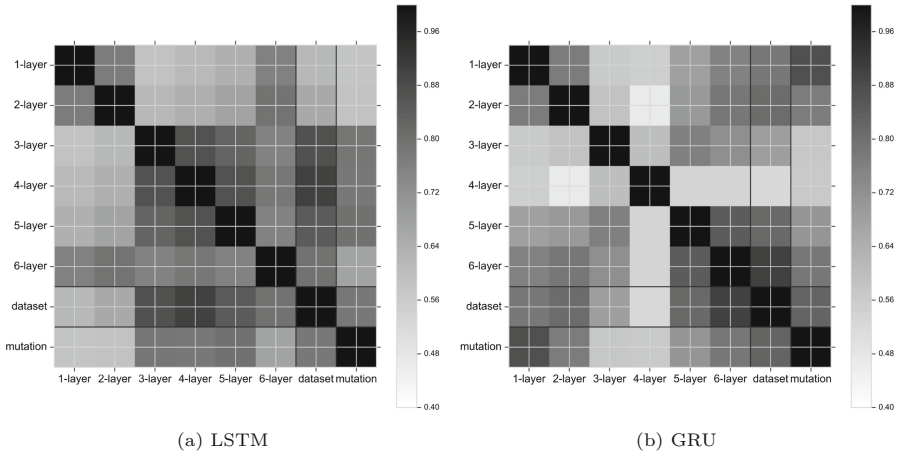 1-layer
2-layer
3-layer
4-layer
5-layer
6-layer
dataset
mutation
1-layer 2-layer 3-layer 4-layer 5-layer 6-layer dataset mutation
0.96
0.88
0.80
0.72
0.64
0.56
0.48
0.40
(a) LSTM
1-layer
2-layer
3-layer
4-layer
5-layer
6-layer
dataset
mutation
1-layer 2-layer 3-layer 4-layer 5-layer 6-layer dataset mutation
0.96
0.88
0.80
0.72
0.64
0.56
0.48
0.40
(b) GRU